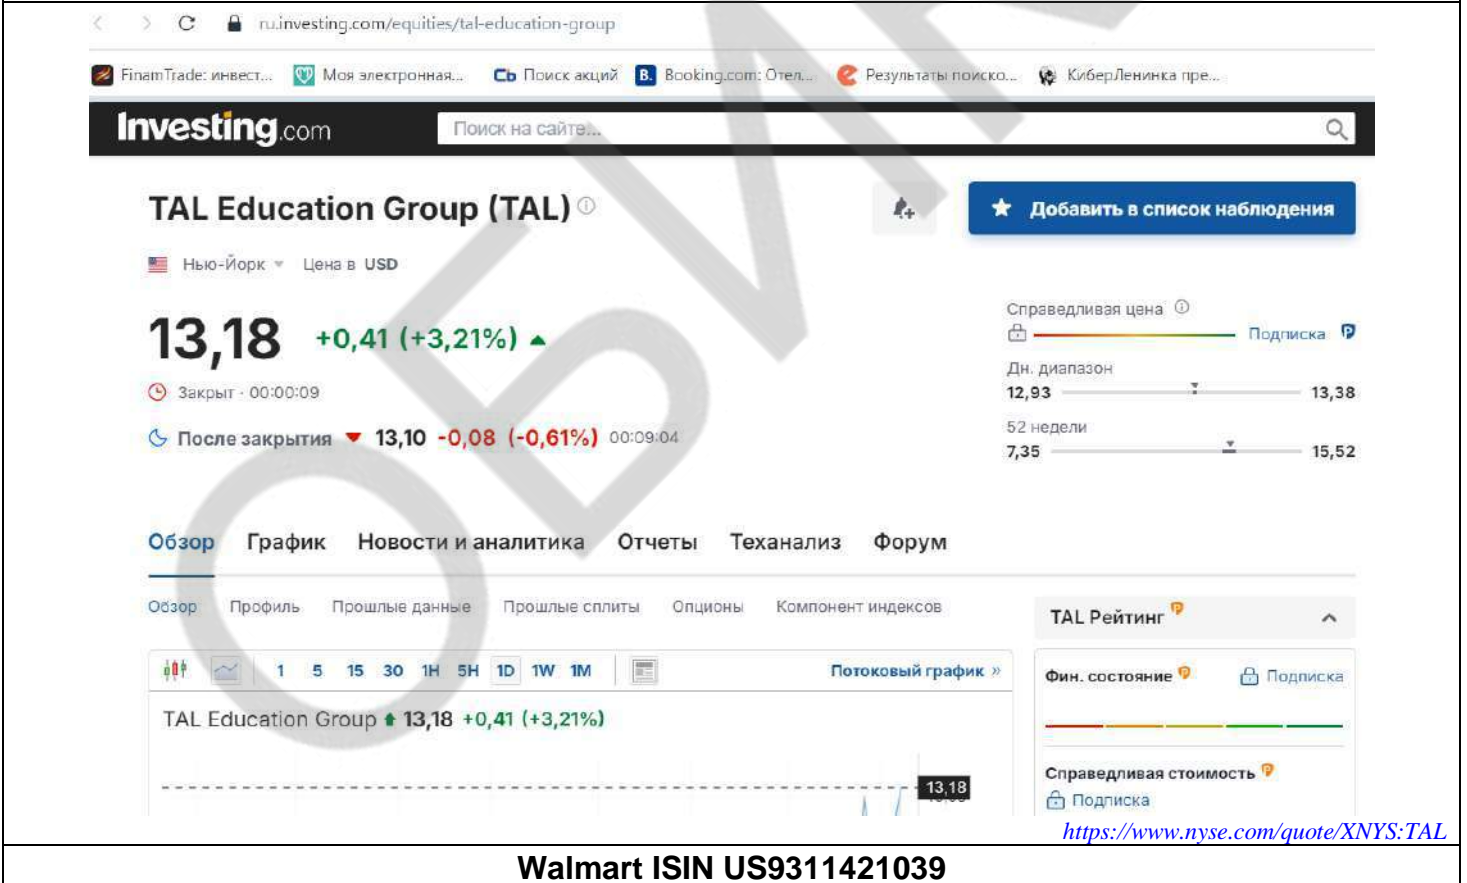 ru.investing.com/equities/tal-education-group
FinamTrade: инвест... Моя электронная... Сь Поиск акций B. Booking.com: Отел... Результаты поиско... КиберЛенинка пре...
Investing.com Поиск на сайте...
TAL Education Group (TAL) Добавить в список наблюдения
Нью-Йорк Цена в USD
13,18 +0,41 (+3,21%)
Справедливая цена
Подписка
Закрыт · 00:00:09
Дн. диапазон
12,93 13,38
После закрытия 13,10 -0,08 (-0,61%) 00:09:04
52 недели
7,35 15,52
Обзор График Новости и аналитика Отчеты Теханализ Форум
Обзор Профиль Прошлые данные Прошлые сплиты Опционы Компонент индексов
TAL Рейтинг
1 5 15 30 1H 5H 1D 1W 1M Потоковый график »
Фин. состояние Подписка
TAL Education Group 13,18 +0,41 (+3,21%)
Справедливая стоимость
Подписка
13,18
https://www.nyse.com/quote/XNYS:TAL
Walmart ISIN US9311421039
ОБИ